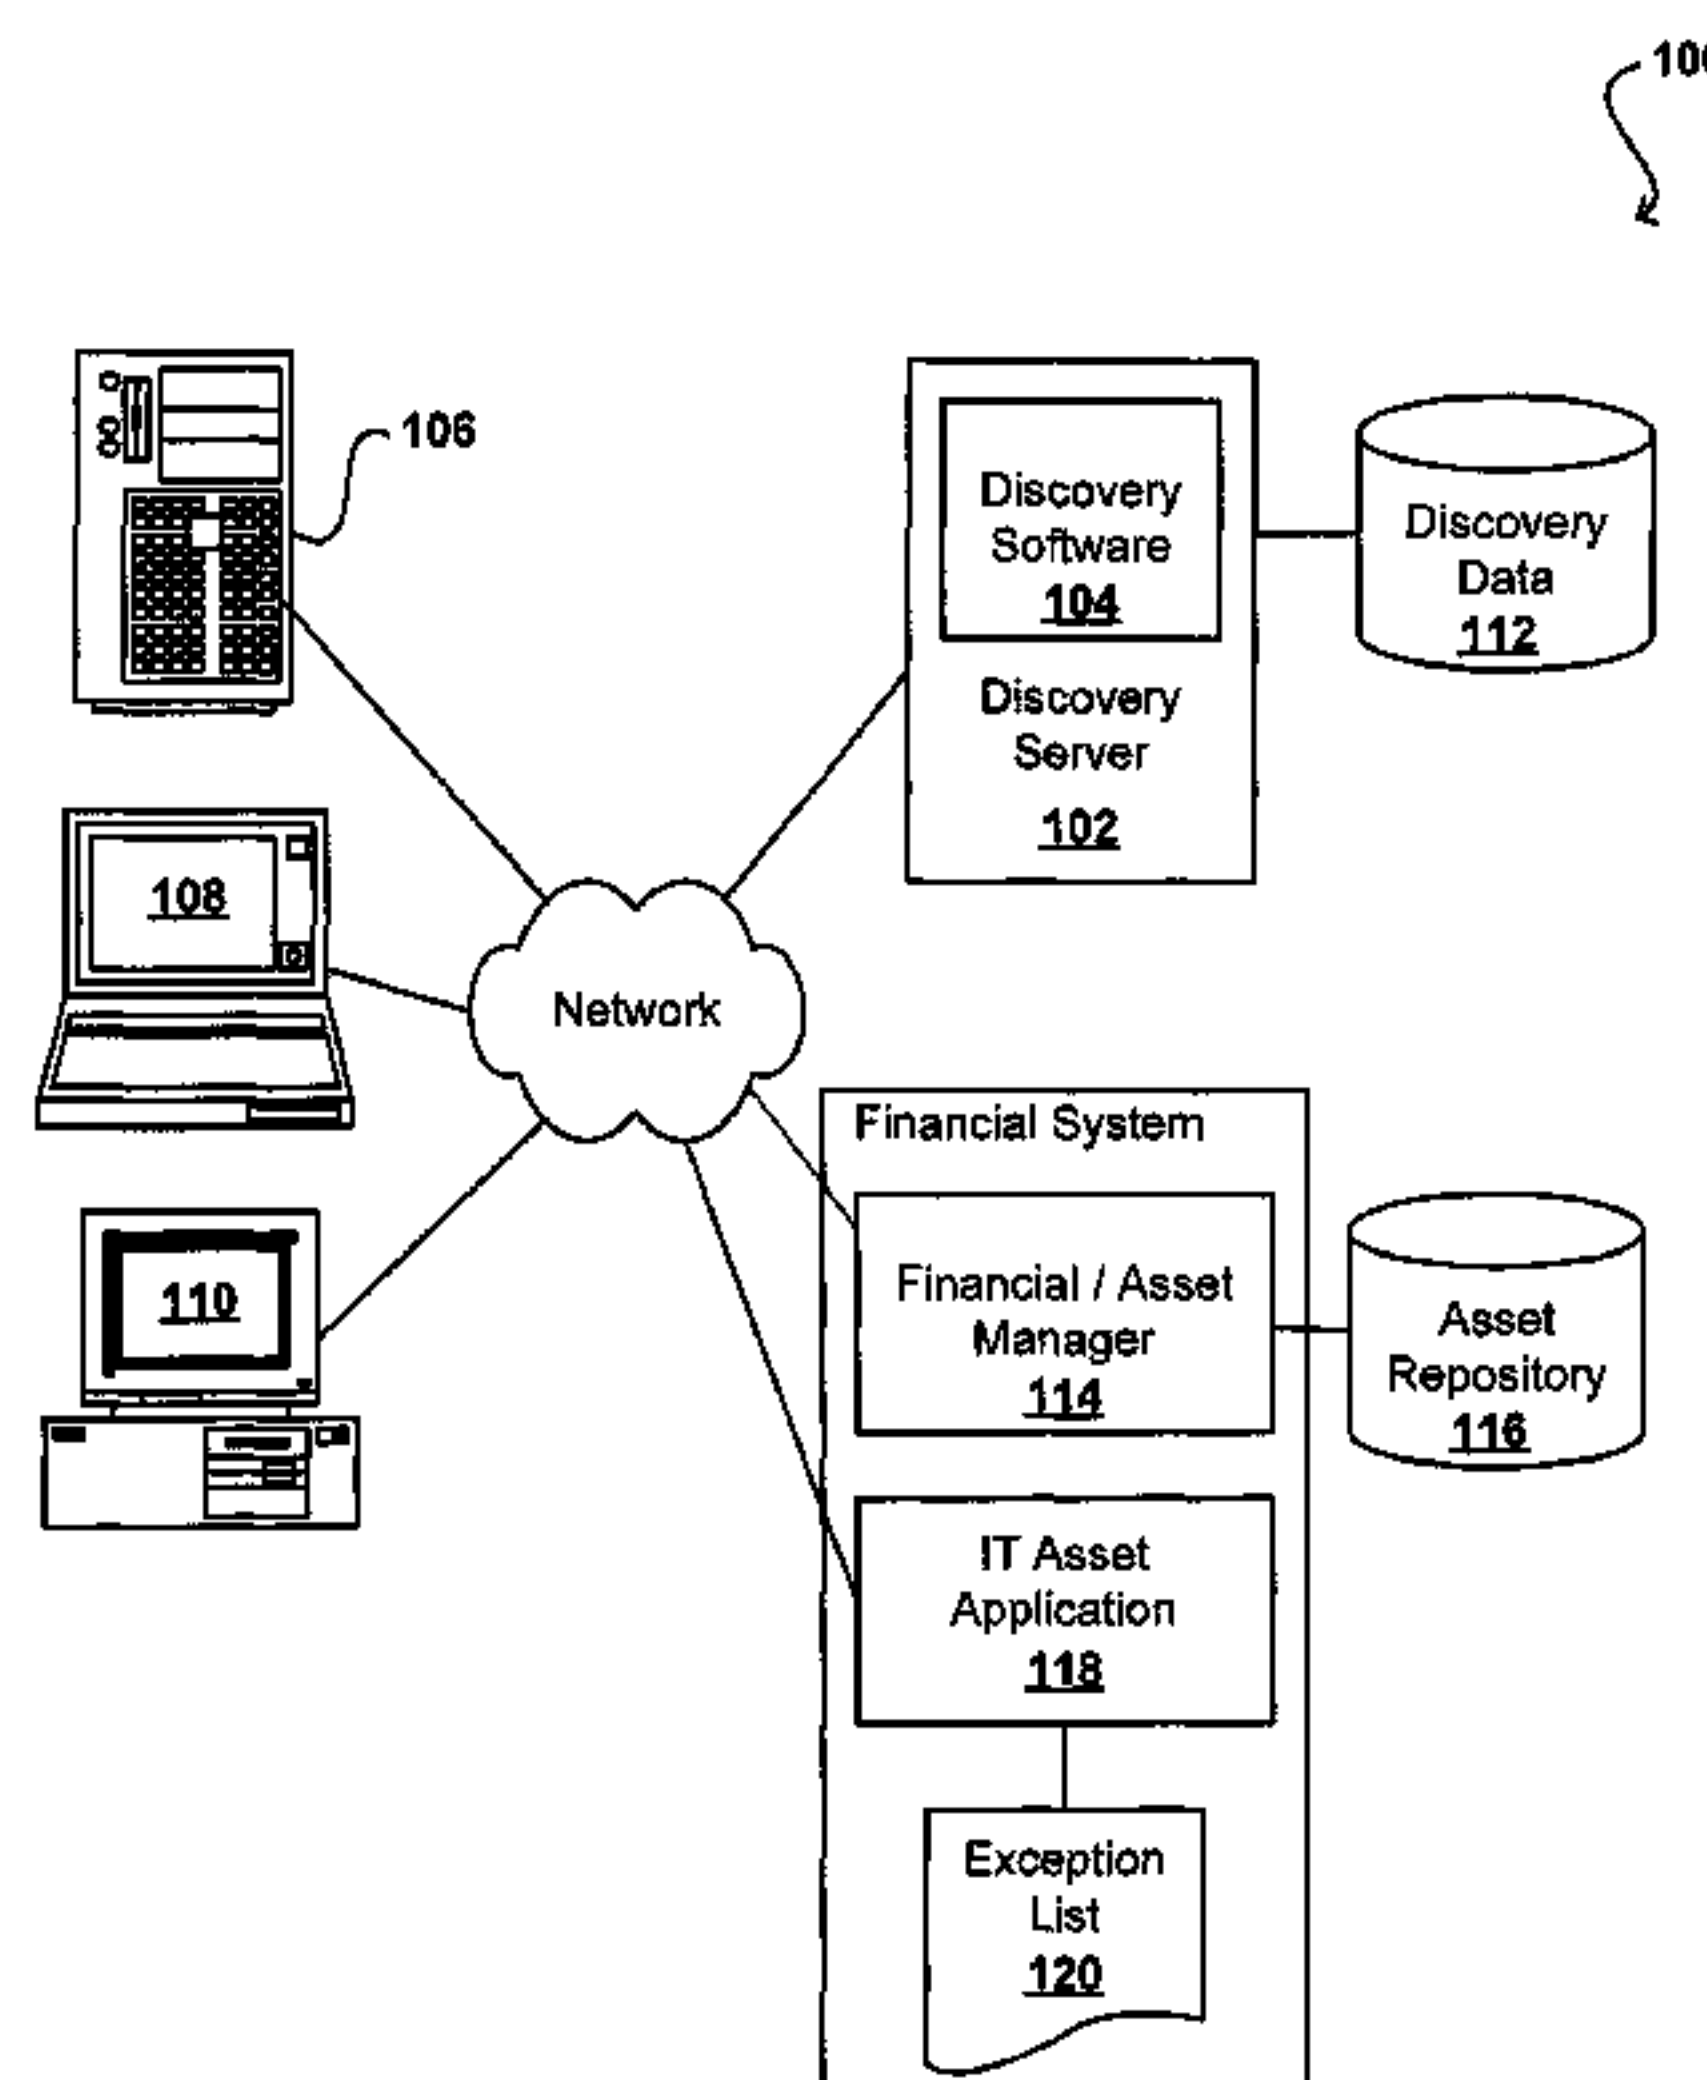 106
Discovery
Software
104
Discovery
Server
102
Discovery
Data
112
108
Network
110
Financial System
Financial / Asset
Manager
114
Asset
Repository
116
IT Asset
Application
118
Exception
List
120